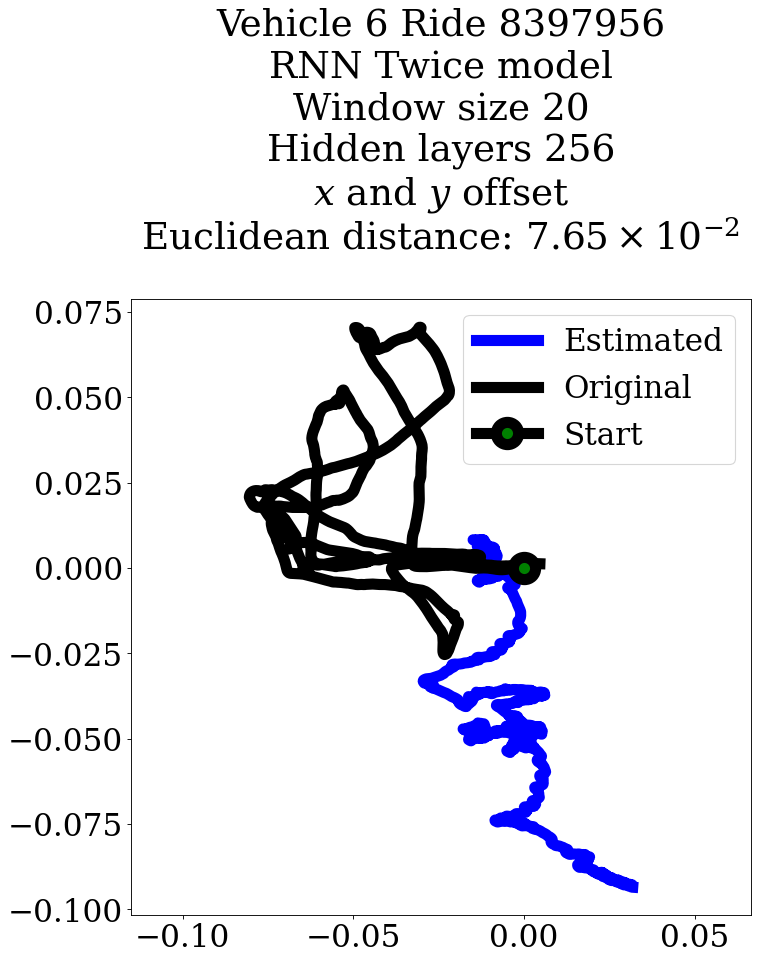 Vehicle 6 Ride 8397956
RNN Twice model
Window size 20
Hidden layers 256
x and y offset
Euclidean distance: 7.65 × 10⁻²
0.075
0.050
0.025
0.000
−0.025
−0.050
−0.075
−0.100
Estimated
Original
Start
−0.10
−0.05
0.00
0.05